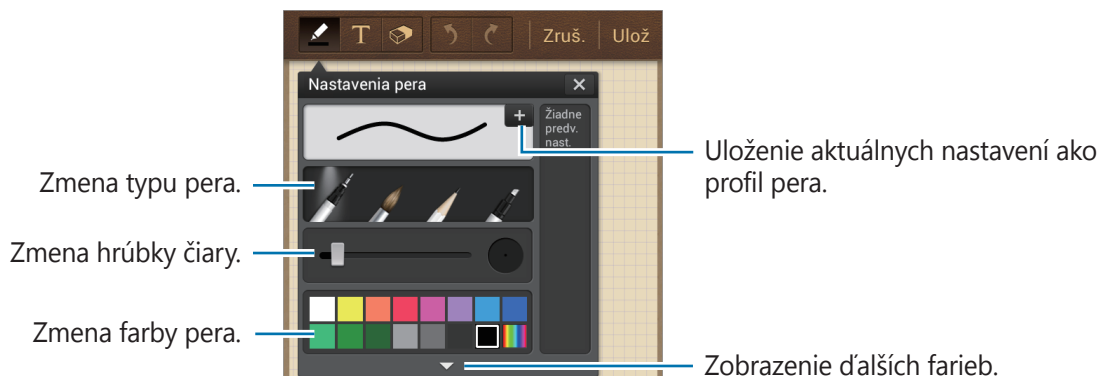 T
Zruš.
Ulož
Nastavenia pera
Žiadne
predv.
nast.
Uloženie aktuálnych nastavení ako
profil pera.
Zmena typu pera.
Zmena hrúbky čiary.
Zmena farby pera.
Zobrazenie ďalších farieb.